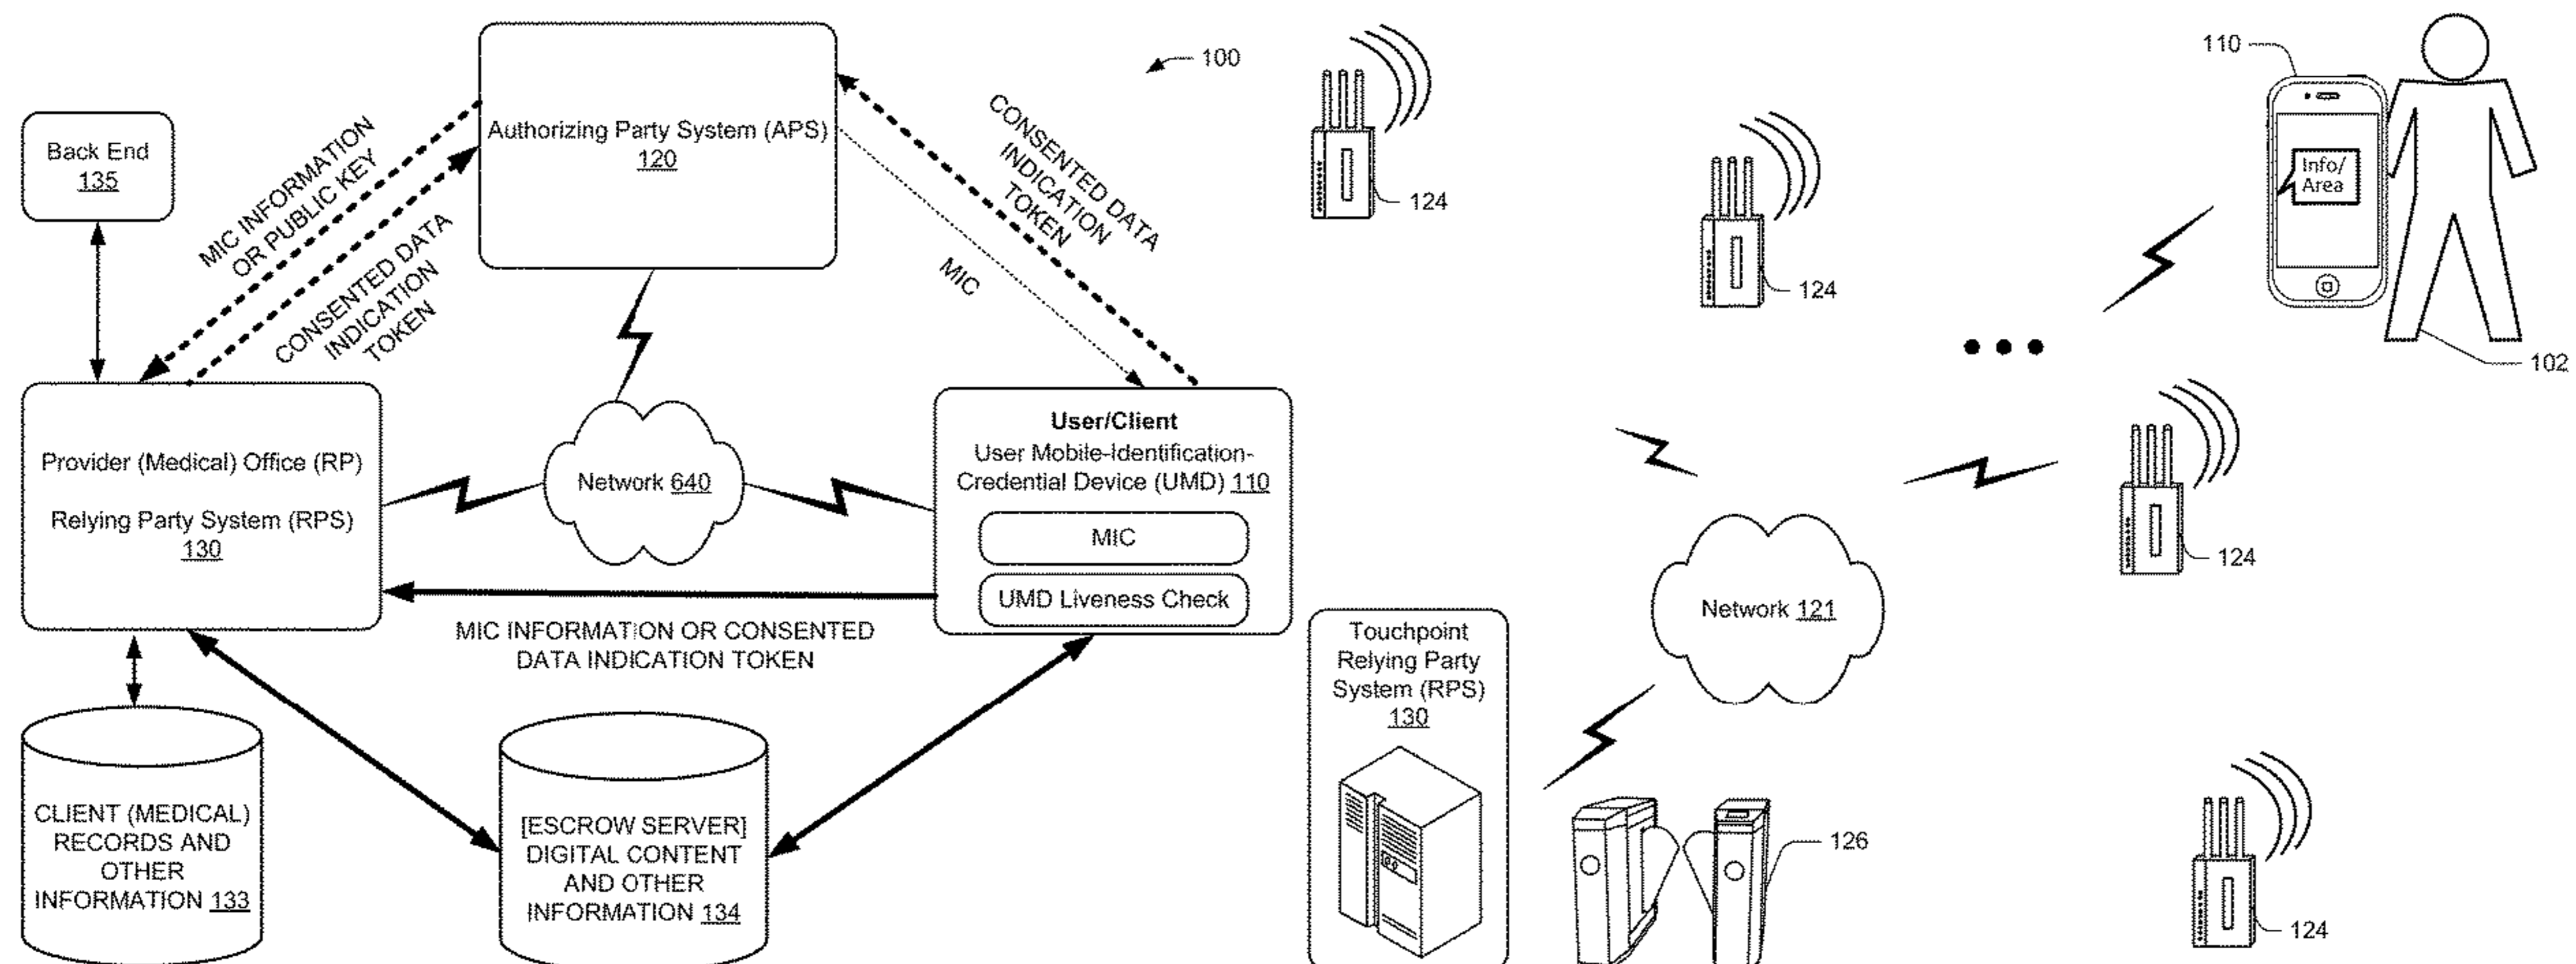 Back End
135
Authorizing Party System (APS)
120
MIC INFORMATION
OR PUBLIC KEY
CONSENTED DATA
INDICATION
TOKEN
CONSENTED DATA
INDICATION
TOKEN
MIC
Provider (Medical) Office (RP)
Relying Party System (RPS)
130
Network 640
User/Client
User Mobile-Identification-
Credential Device (UMD) 110
MIC
UMD Liveness Check
MIC INFORMATION OR CONSENTED
DATA INDICATION TOKEN
CLIENT (MEDICAL)
RECORDS AND
OTHER
INFORMATION 133
[ESCROW SERVER]
DIGITAL CONTENT
AND OTHER
INFORMATION 134
100
124
124
110
Info/
Area
102
124
Network 121
Touchpoint
Relying Party
System (RPS)
130
126
124